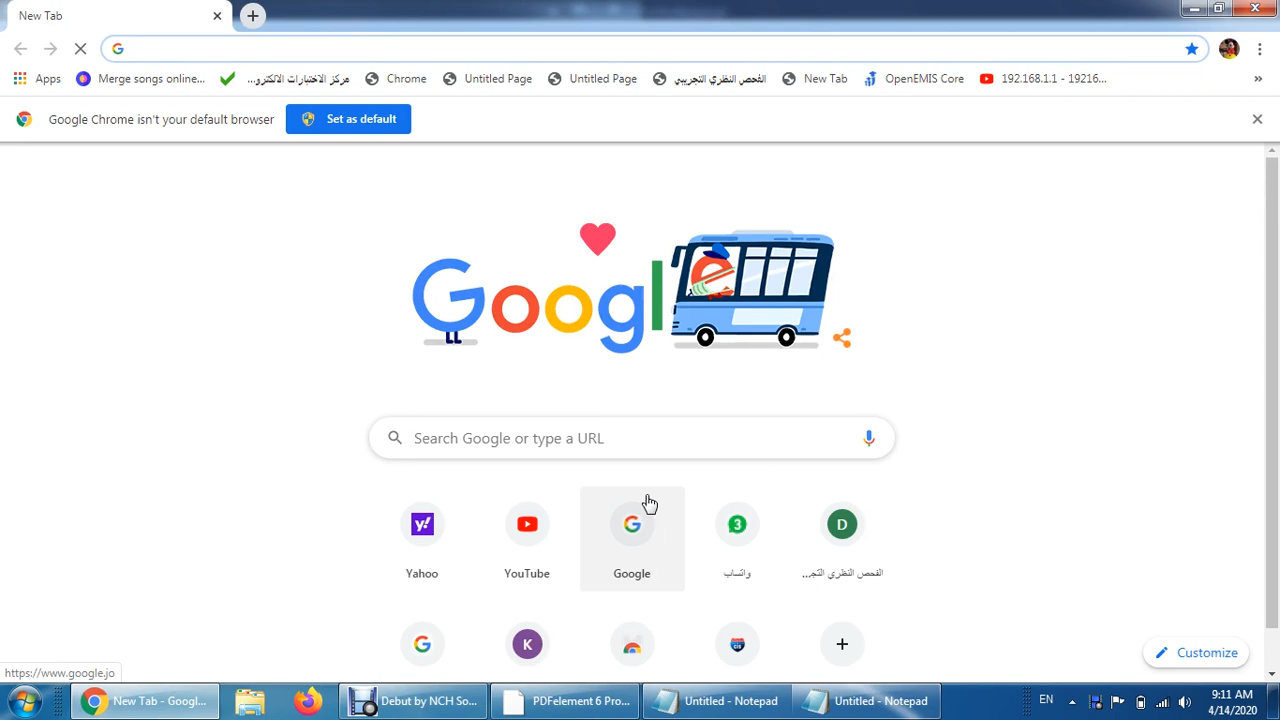 New Tab
Apps
Merge songs online...
مركز الاختبارات الالكترو...
Chrome
Untitled Page
Untitled Page
الفحص النظري التجريبي
New Tab
OpenEMIS Core
192.168.1.1 - 19216...
»
Google Chrome isn't your default browser
Set as default
Googl e
Search Google or type a URL
Yahoo
YouTube
Google
واتساب
الفحص النظري التج...
y!
3
D
K
Customize
https://www.google.jo
New Tab - Googl...
Debut by NCH So...
PDFelement 6 Pro...
Untitled - Notepad
Untitled - Notepad
EN
9:11 AM
4/14/2020